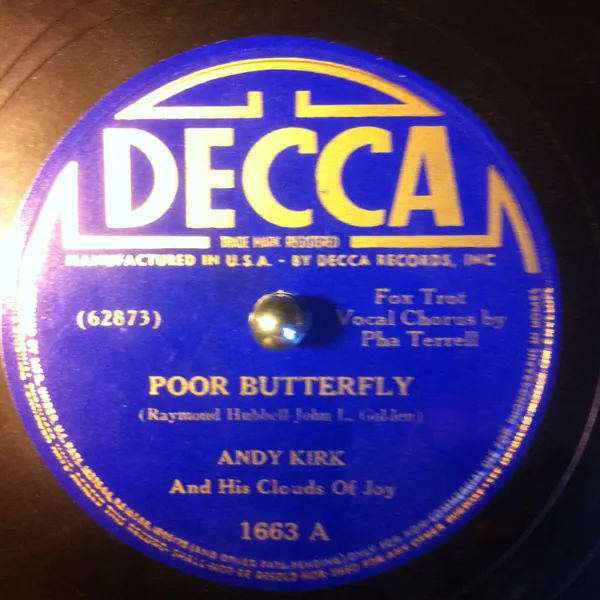 DECCA
TRADE MARK REGISTERED
MANUFACTURED IN U.S.A. - BY DECCA RECORDS, INC
(62873)
Fox Trot
Vocal Chorus by
Pha Terrell
POOR BUTTERFLY
(Raymond Hubbell-John L. Golden)
ANDY KIRK
And His Clouds Of Joy
1663 A